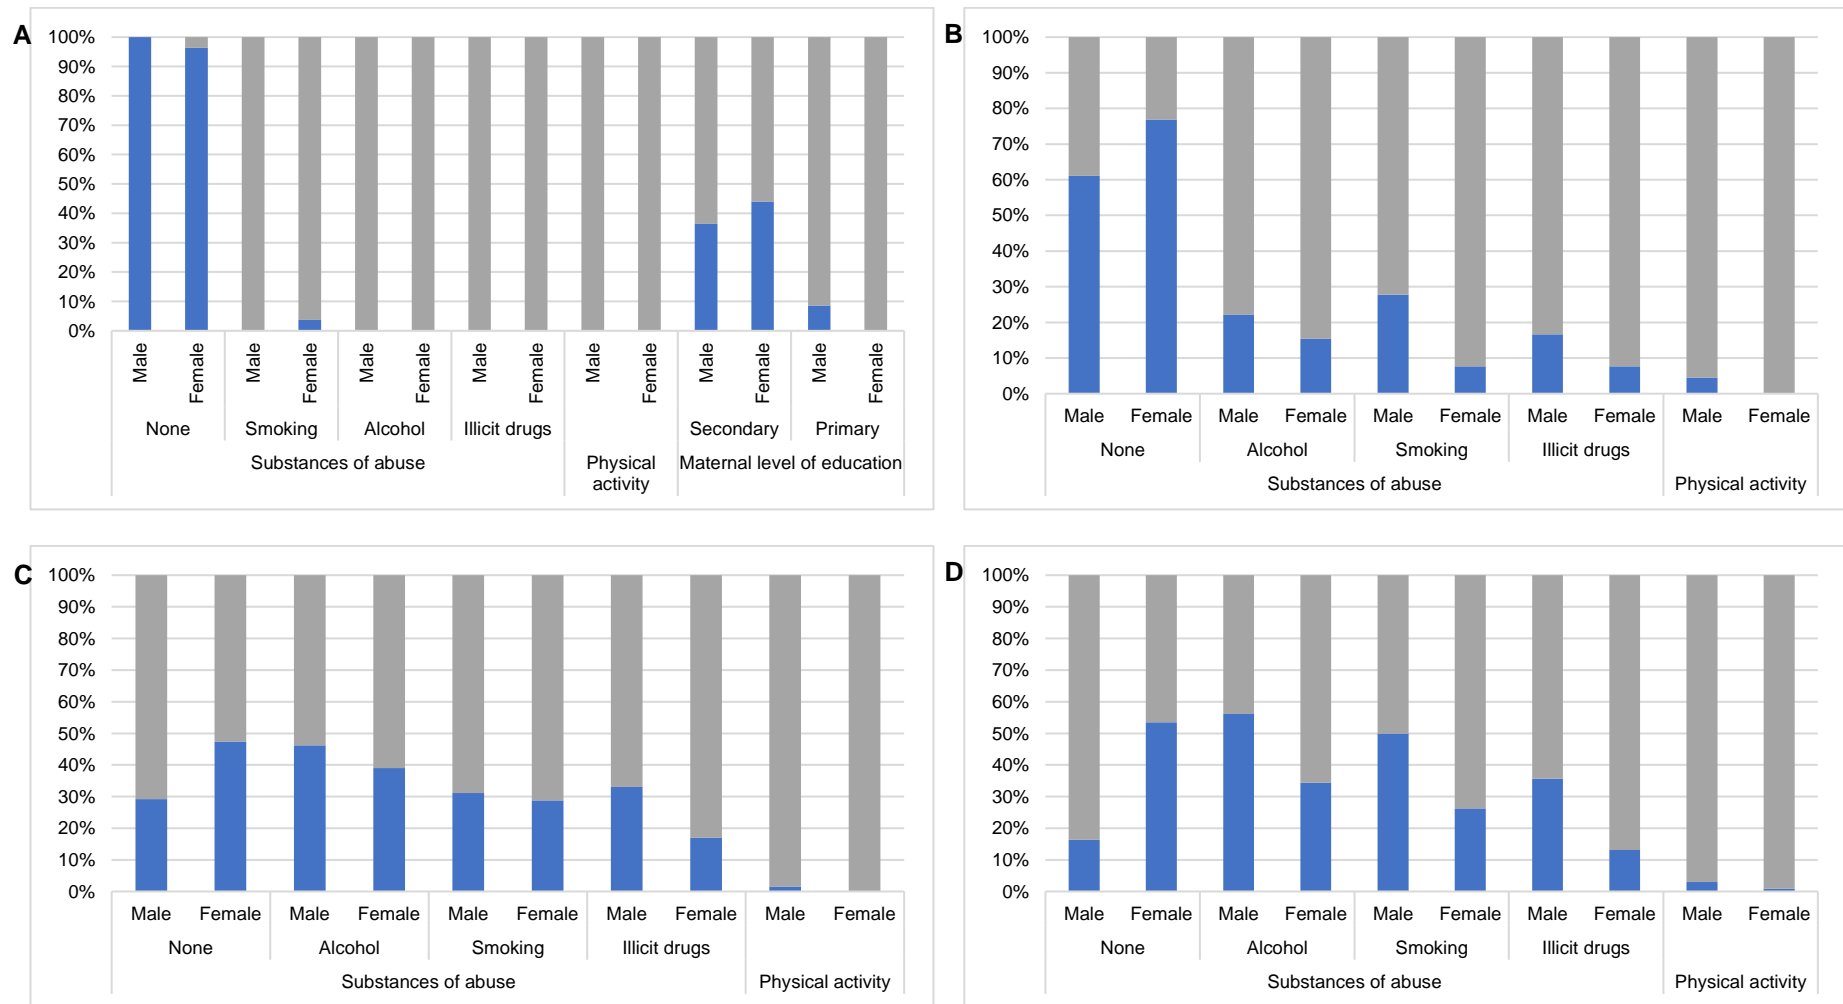 A
100%
90%
80%
70%
60%
50%
40%
30%
20%
10%
0%
Male Female Male Female Male Female Male Female Male Female Male Female Male Female
None Smoking Alcohol Illicit drugs Secondary Primary
Substances of abuse Physical activity Maternal level of education
B
100%
90%
80%
70%
60%
50%
40%
30%
20%
10%
0%
Male Female Male Female Male Female Male Female Male Female
None Alcohol Smoking Illicit drugs
Substances of abuse Physical activity
C
100%
90%
80%
70%
60%
50%
40%
30%
20%
10%
0%
Male Female Male Female Male Female Male Female Male Female
None Alcohol Smoking Illicit drugs
Substances of abuse Physical activity
D
100%
90%
80%
70%
60%
50%
40%
30%
20%
10%
0%
Male Female Male Female Male Female Male Female Male Female
None Alcohol Smoking Illicit drugs
Substances of abuse Physical activity